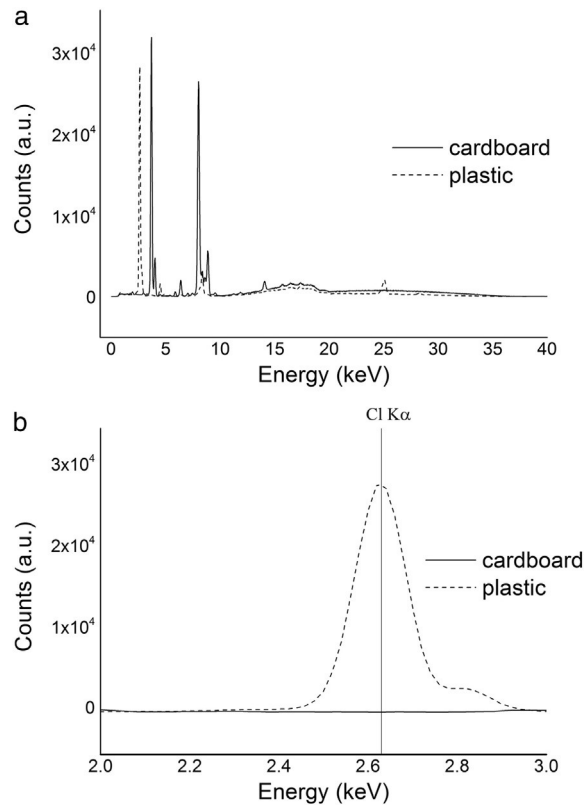 a
3x10⁴
2x10⁴
1x10⁴
0
Counts (a.u.)
cardboard
plastic
0 5 10 15 20 25 30 35 40
Energy (keV)
b
Cl Kα
3x10⁴
2x10⁴
1x10⁴
0
Counts (a.u.)
cardboard
plastic
2.0 2.2 2.4 2.6 2.8 3.0
Energy (keV)